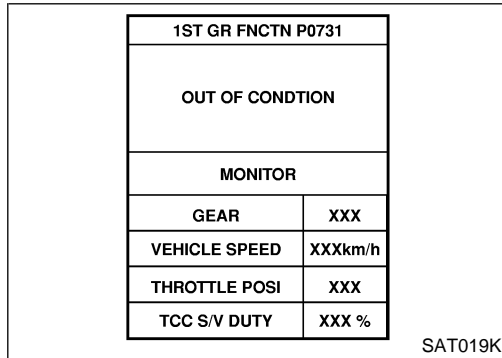 1ST GR FNCTN P0731
OUT OF CONDTION
MONITOR
GEAR XXX
VEHICLE SPEED XXXkm/h
THROTTLE POSI XXX
TCC S/V DUTY XXX %
SAT019K